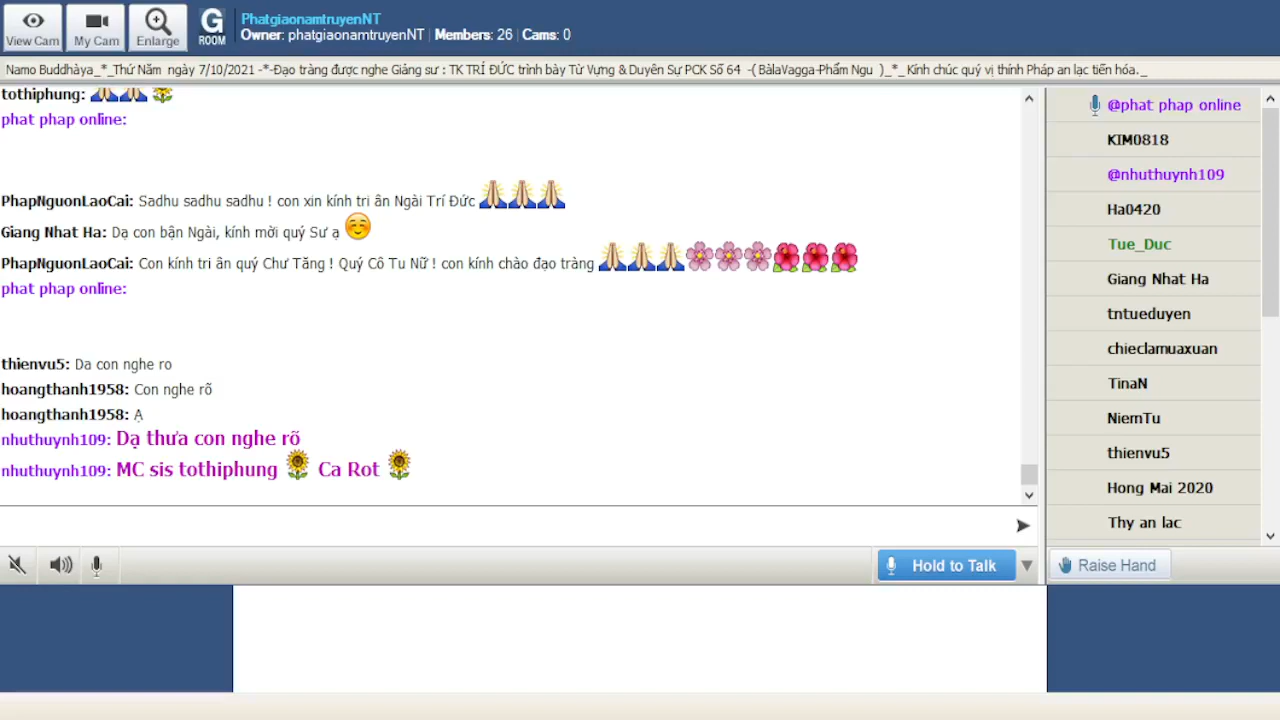 View Cam
My Cam
Enlarge
G
ROOM
PhatgiaonamtruyenNT
Owner: phatgiaonamtruyenNT | Members: 26 | Cams: 0
Namo Buddhàya_*_Thứ Năm ngày 7/10/2021 -*-Đạo tràng được nghe Giảng sư : TK TRÍ ĐỨC trình bày Từ Vựng & Duyên Sự PCK Số 64 -( BàlaVagga-Phẩm Ngu )_*_ Kính chúc quý vị thính Pháp an lạc tiến hóa._
tothiphung:
phat phap online:
PhapNguonLaoCai: Sadhu sadhu sadhu ! con xin kính tri ân Ngài Trí Đức
Giang Nhat Ha: Dạ con bận Ngài, kính mời quý Sư ạ
PhapNguonLaoCai: Con kính tri ân quý Chư Tăng ! Quý Cô Tu Nữ ! con kính chào đạo tràng
phat phap online:
thienvu5: Da con nghe ro
hoangthanh1958: Con nghe rõ
hoangthanh1958: Ạ
nhuthuynh109: Dạ thưa con nghe rõ
nhuthuynh109: MC sis tothiphung Ca Rot
Hold to Talk
@phat phap online
KIM0818
@nhuthuynh109
Ha0420
Tue_Duc
Giang Nhat Ha
tntueduyen
chieclamuaxuan
TinaN
NiemTu
thienvu5
Hong Mai 2020
Thy an lac
Raise Hand